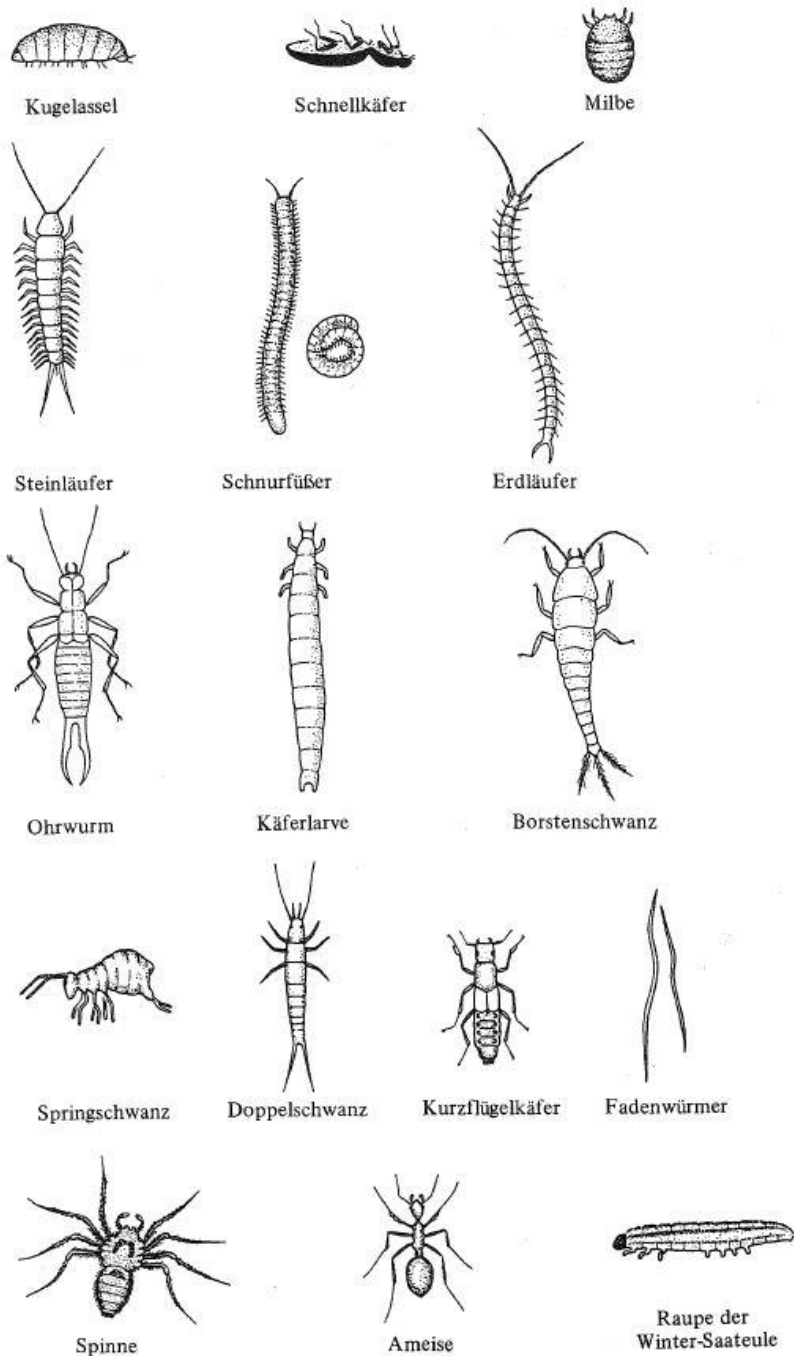 Kugelassel
Schnellkäfer
Milbe
Steinläufer
Schnurfüßer
Erdläufer
Ohrwurm
Käferlarve
Borstenschwanz
Springschwanz
Doppelschwanz
Kurzflügelkäfer
Fadenwürmer
Spinne
Ameise
Raupe der
Winter-Saateule